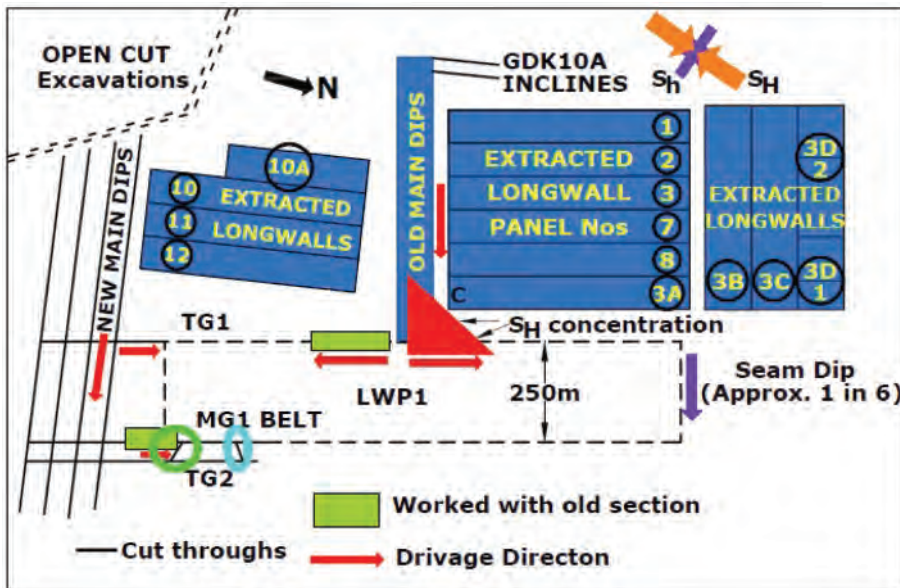 OPEN CUT
Excavations
N
GDK10A
INCLINES
Sh
SH
OLD MAIN DIPS
1
EXTRACTED
2
LONGWALL
3
PANEL Nos
7
8
C
3A
3D
2
EXTRACTED
LONGWALLS
3B
3C
3D
1
10A
10
EXTRACTED
11
LONGWALLS
12
NEW MAIN DIPS
TG1
SH concentration
LWP1
250m
Seam Dip
(Approx. 1 in 6)
MG1 BELT
TG2
Worked with old section
Cut throughs
Drivage Directon